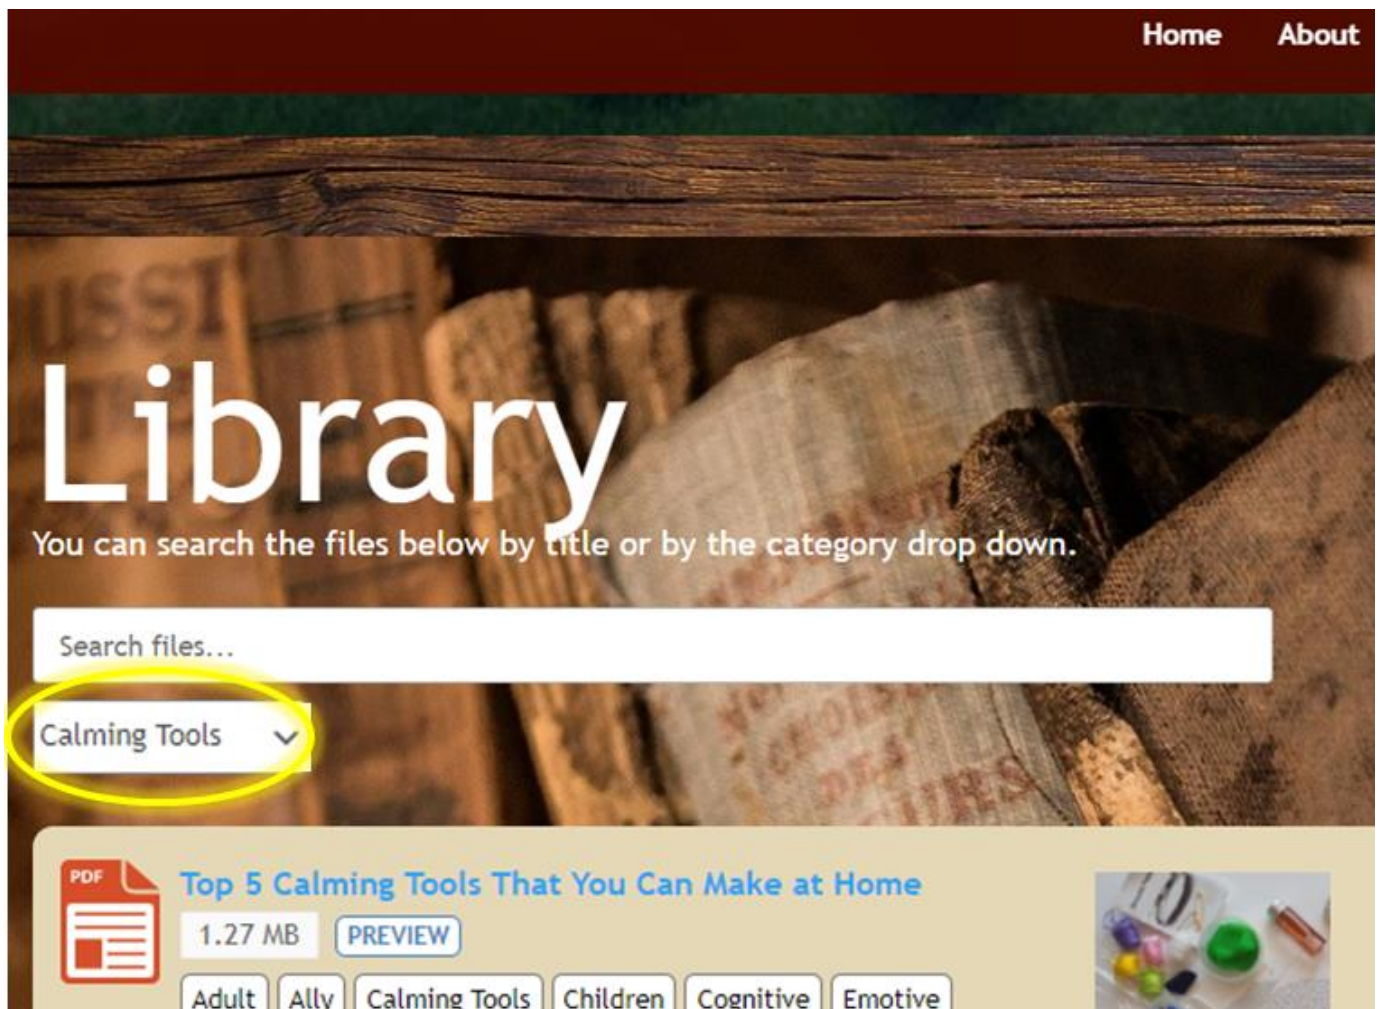 Home About
USSI
Library
You can search the files below by title or by the category drop down.
Search files...
Calming Tools
DES
PDF
Top 5 Calming Tools That You Can Make at Home
1.27 MB PREVIEW
Adult Ally Calming Tools Children Cognitive Emotive